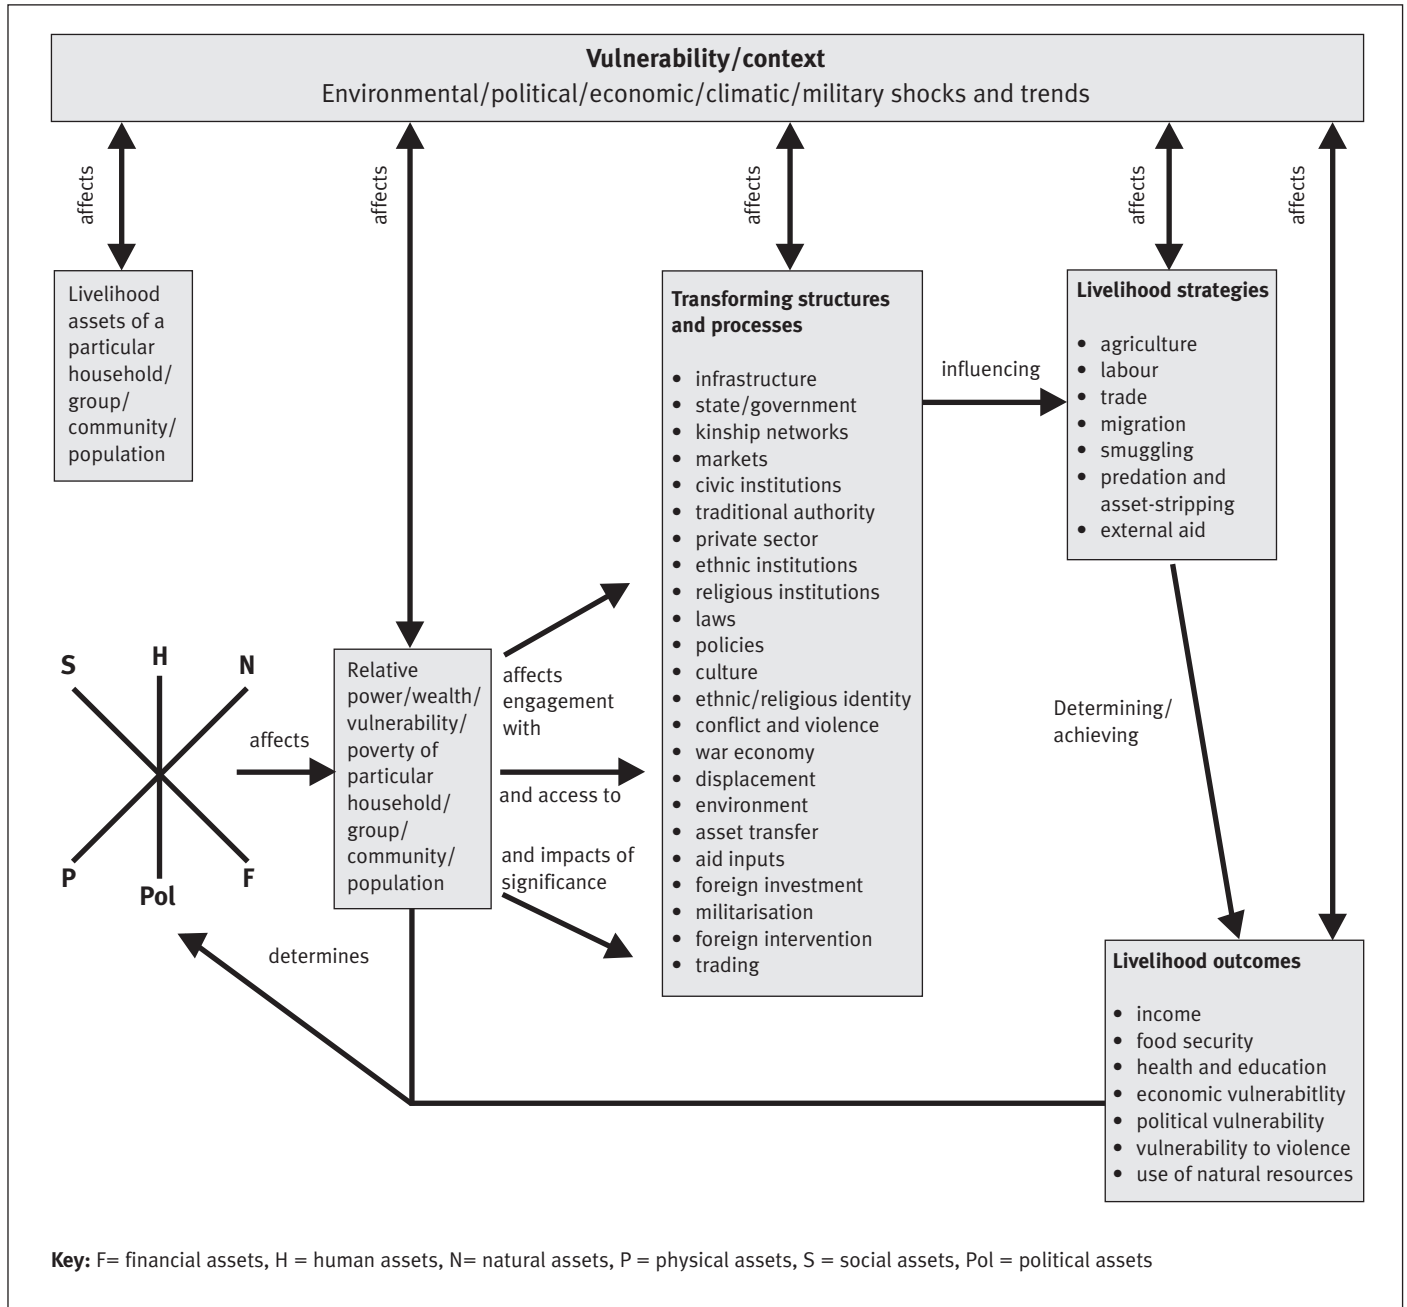 Vulnerability/context
Environmental/political/economic/climatic/military shocks and trends
affects
affects
affects
affects
affects
Livelihood
assets of a
particular
household/
group/
community/
population
S
H
N
P
Pol
F
affects
Relative
power/wealth/
vulnerability/
poverty of
particular
household/
group/
community/
population
affects
engagement
with
and access to
and impacts of
significance
determines
Transforming structures
and processes
• infrastructure
• state/government
• kinship networks
• markets
• civic institutions
• traditional authority
• private sector
• ethnic institutions
• religious institutions
• laws
• policies
• culture
• ethnic/religious identity
• conflict and violence
• war economy
• displacement
• environment
• asset transfer
• aid inputs
• foreign investment
• militarisation
• foreign intervention
• trading
influencing
Livelihood strategies
• agriculture
• labour
• trade
• migration
• smuggling
• predation and
asset-stripping
• external aid
Determining/
achieving
Livelihood outcomes
• income
• food security
• health and education
• economic vulnerabitlity
• political vulnerability
• vulnerability to violence
• use of natural resources
Key: F= financial assets, H = human assets, N= natural assets, P = physical assets, S = social assets, Pol = political assets